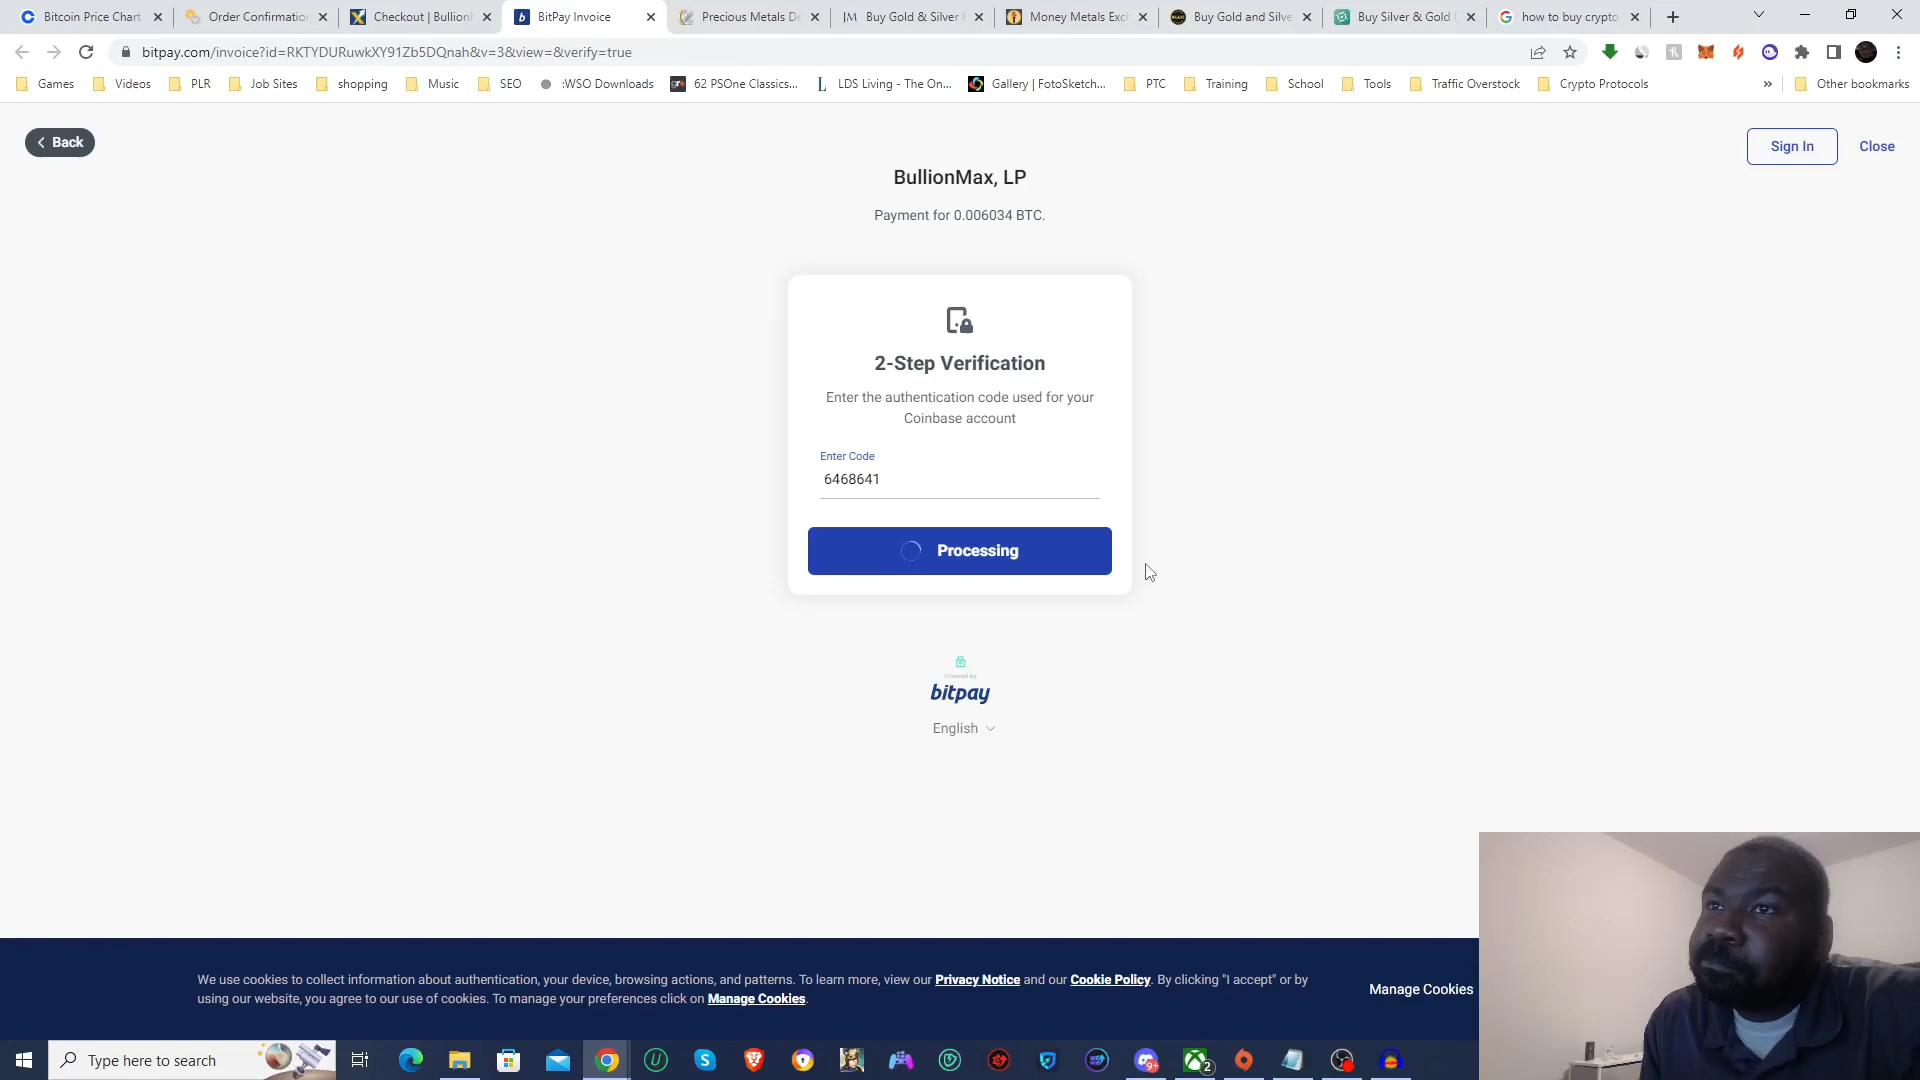 Bitcoin Price Chart
Order Confirmation
Checkout | Bullion
BitPay Invoice
Precious Metals De
Buy Gold & Silver
Money Metals Exc
Buy Gold and Silve
Buy Silver & Gold
how to buy crypto
bitpay.com/invoice?id=RKTYDURuwkXY91Zb5DQnah&v=3&view=&verify=true
Games
Videos
PLR
Job Sites
shopping
Music
SEO
:WSO Downloads
62 PSOne Classics...
LDS Living - The On...
Gallery | FotoSketch...
PTC
Training
School
Tools
Traffic Overstock
Crypto Protocols
»
Other bookmarks
Back
Sign In
Close
BullionMax, LP
Payment for 0.006034 BTC.
2-Step Verification
Enter the authentication code used for your
Coinbase account
Enter Code
6468641
Processing
Powered by
bitpay
English
We use cookies to collect information about authentication, your device, browsing actions, and patterns. To learn more, view our Privacy Notice and our Cookie Policy. By clicking "I accept" or by
using our website, you agree to our use of cookies. To manage your preferences click on Manage Cookies.
Manage Cookies
Type here to search
9+
2